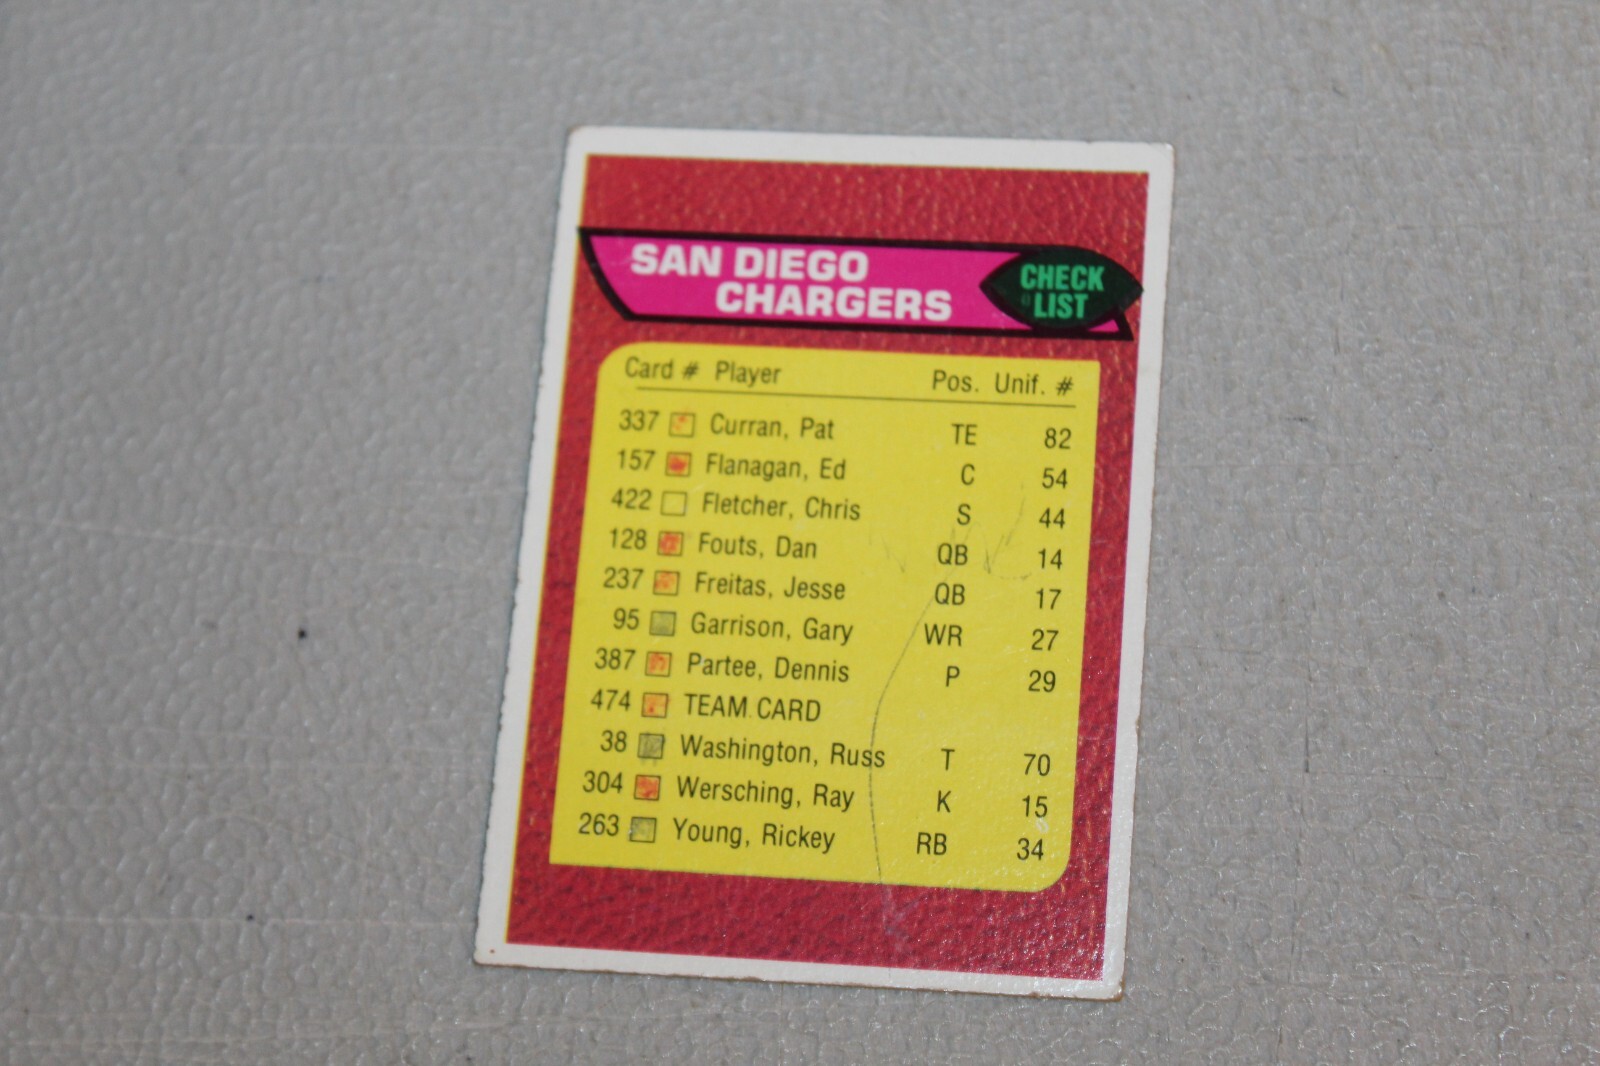 SAN DIEGO
CHARGERS
CHECK
LIST
Card # Player Pos. Unif. #
337 Curran, Pat TE 82
157 Flanagan, Ed C 54
422 Fletcher, Chris S 44
128 Fouts, Dan QB 14
237 Freitas, Jesse QB 17
95 Garrison, Gary WR 27
387 Partee, Dennis P 29
474 TEAM CARD
38 Washington, Russ T 70
304 Wersching, Ray K 15
263 Young, Rickey RB 34